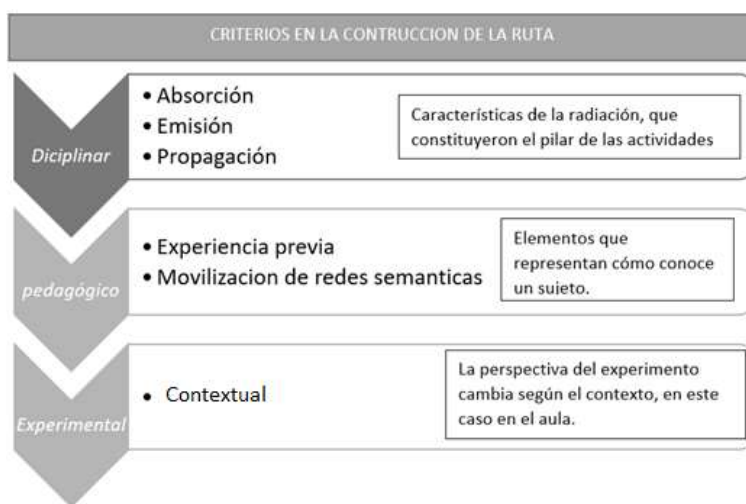 CRITERIOS EN LA CONTRUCCION DE LA RUTA
Diciplinar
• Absorción
• Emisión
• Propagación
Características de la radiación, que
constituyeron el pilar de las actividades
pedagógico
• Experiencia previa
• Movilizacion de redes semanticas
Elementos que
representan cómo conoce
un sujeto.
Experimental
• Contextual
La perspectiva del experimento
cambia según el contexto, en este
caso en el aula.